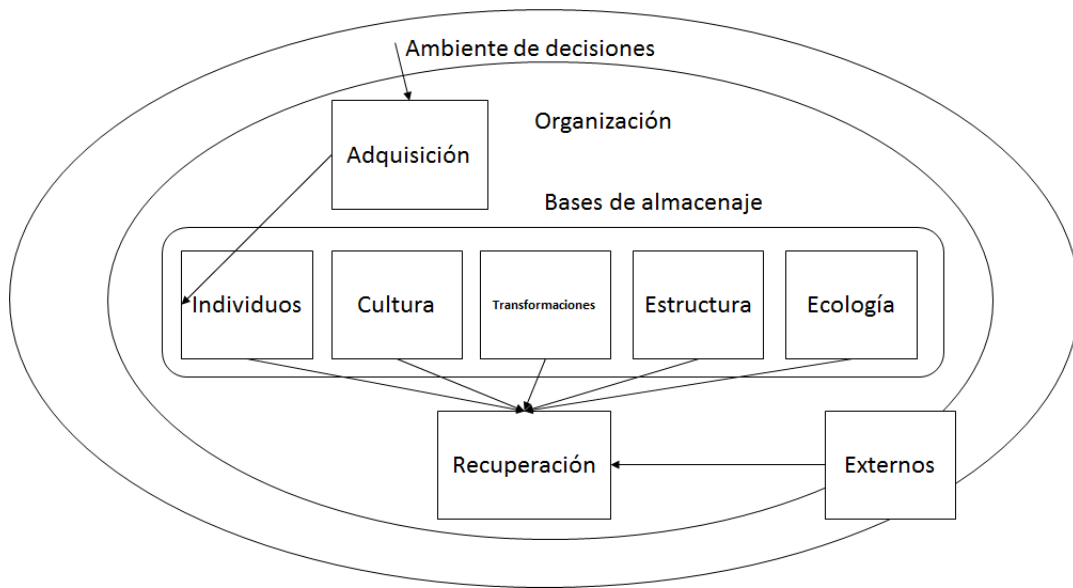 Ambiente de decisiones
Organización
Adquisición
Bases de almacenaje
Individuos
Cultura
Transformaciones
Estructura
Ecología
Recuperación
Externos